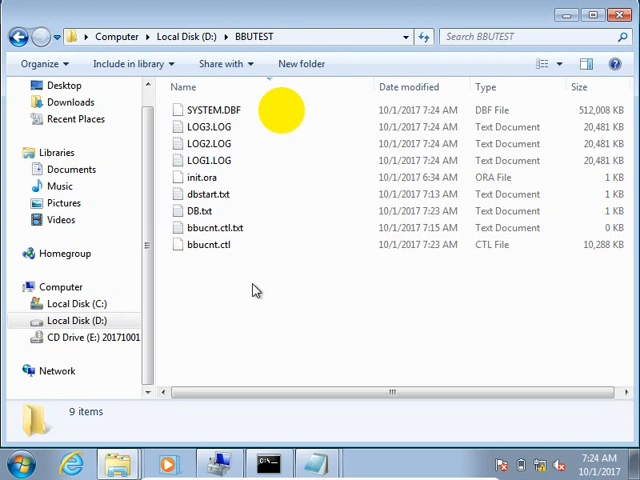 Computer ▸ Local Disk (D:) ▸ BBUTEST
Search BBUTEST
Organize Include in library Share with New folder
Name Date modified Type Size
Desktop
Downloads
Recent Places
Libraries
Documents
Music
Pictures
Videos
Homegroup
Computer
Local Disk (C:)
Local Disk (D:)
CD Drive (E:) 20171001
Network
SYSTEM.DBF 10/1/2017 7:24 AM DBF File 512,008 KB
LOG3.LOG 10/1/2017 7:24 AM Text Document 20,481 KB
LOG2.LOG 10/1/2017 7:24 AM Text Document 20,481 KB
LOG1.LOG 10/1/2017 7:24 AM Text Document 20,481 KB
init.ora 10/1/2017 6:34 AM ORA File 1 KB
dbstart.txt 10/1/2017 7:13 AM Text Document 1 KB
DB.txt 10/1/2017 7:23 AM Text Document 1 KB
bbucnt.ctl.txt 10/1/2017 7:15 AM Text Document 0 KB
bbucnt.ctl 10/1/2017 7:23 AM CTL File 10,288 KB
9 items
7:24 AM
10/1/2017